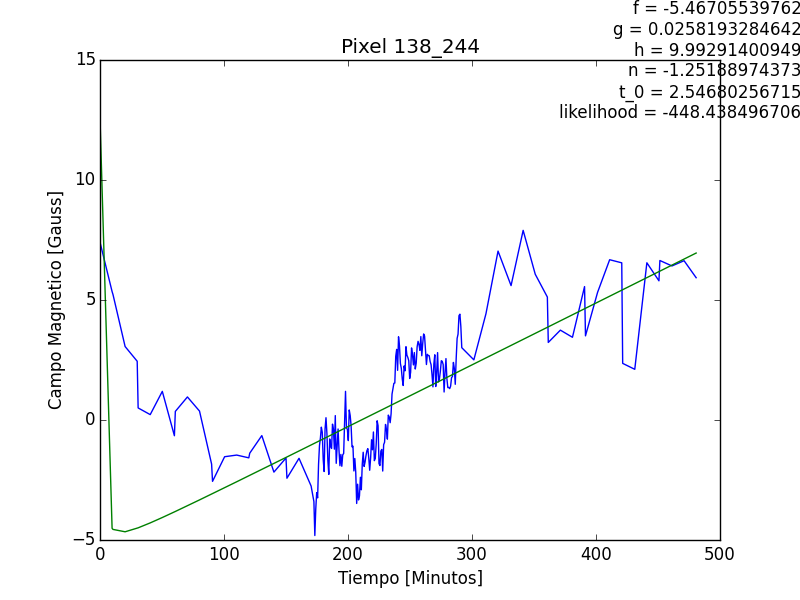 f = -5.46705539762
g = 0.0258193284642
h = 9.99291400949
n = -1.25188974373
t_0 = 2.54680256715
likelihood = -448.438496706
Pixel 138_244
15
10
5
0
−5
0 100 200 300 400 500
Campo Magnetico [Gauss]
Tiempo [Minutos]